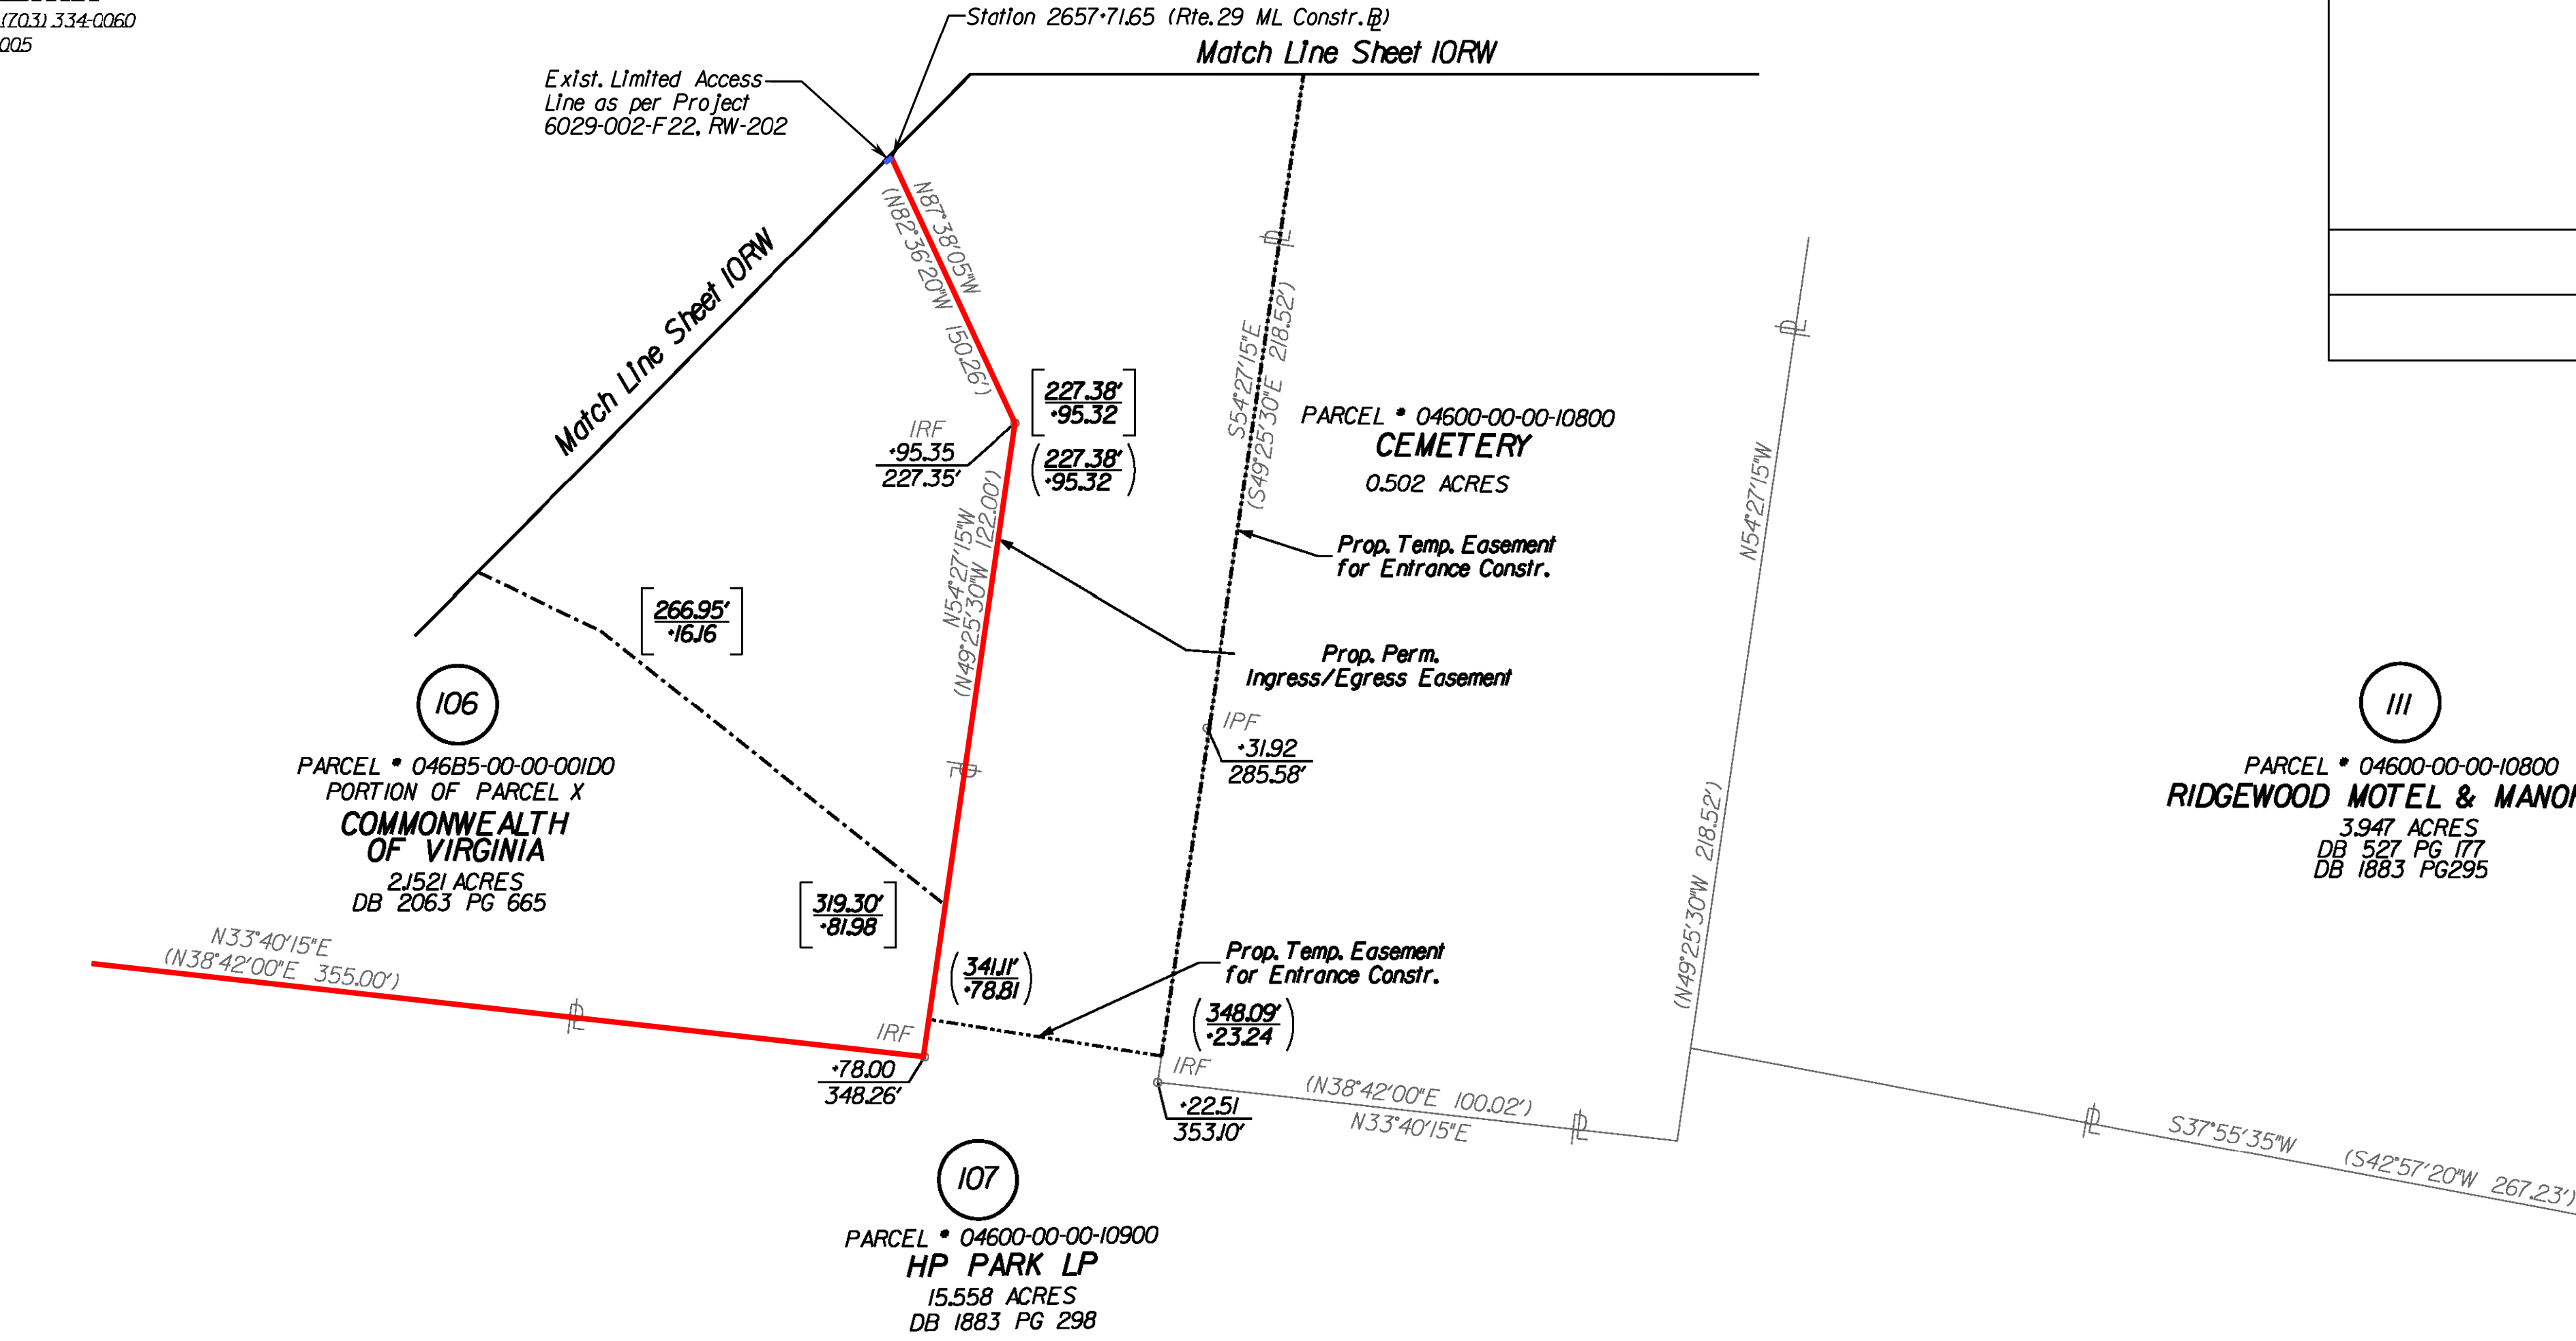 (703) 334-0060
005
Station 2657+71.65 (Rte. 29 ML Constr. BL)
Match Line Sheet 10RW
Exist. Limited Access
Line as per Project
6029-002-F22, RW-202
Match Line Sheet 10RW
N87°38'05"W
(N82°36'20"W 150.26')
IRF
+95.35
227.35'
[227.38'
+95.32]
(227.38'
+95.32)
N54°27'15"W
(N49°25'30"W 122.00')
S54°27'15"E
(S49°25'30"E 218.52')
PL
PARCEL * 04600-00-00-10800
CEMETERY
0.502 ACRES
Prop. Temp. Easement
for Entrance Constr.
Prop. Perm.
Ingress/Egress Easement
PL
N54°27'15"W
(N49°25'30"W 218.52')
[266.95'
+16.16]
106
PARCEL * 046B5-00-00-001D0
PORTION OF PARCEL X
COMMONWEALTH
OF VIRGINIA
2.1521 ACRES
DB 2063 PG 665
PL
IPF
+31.92
285.58'
111
PARCEL * 04600-00-00-10800
RIDGEWOOD MOTEL & MANOR
3.947 ACRES
DB 527 PG 177
DB 1883 PG295
[319.30'
+81.98]
N33°40'15"E
(N38°42'00"E 355.00')
PL
(341.11'
+78.81)
Prop. Temp. Easement
for Entrance Constr.
(348.09'
+23.24)
IRF
+78.00
348.26'
IRF
+22.51
353.10'
(N38°42'00"E 100.02')
N33°40'15"E
PL
PL
S37°55'35"W
(S42°57'20"W 267.23')
107
PARCEL * 04600-00-00-10900
HP PARK LP
15.558 ACRES
DB 1883 PG 298